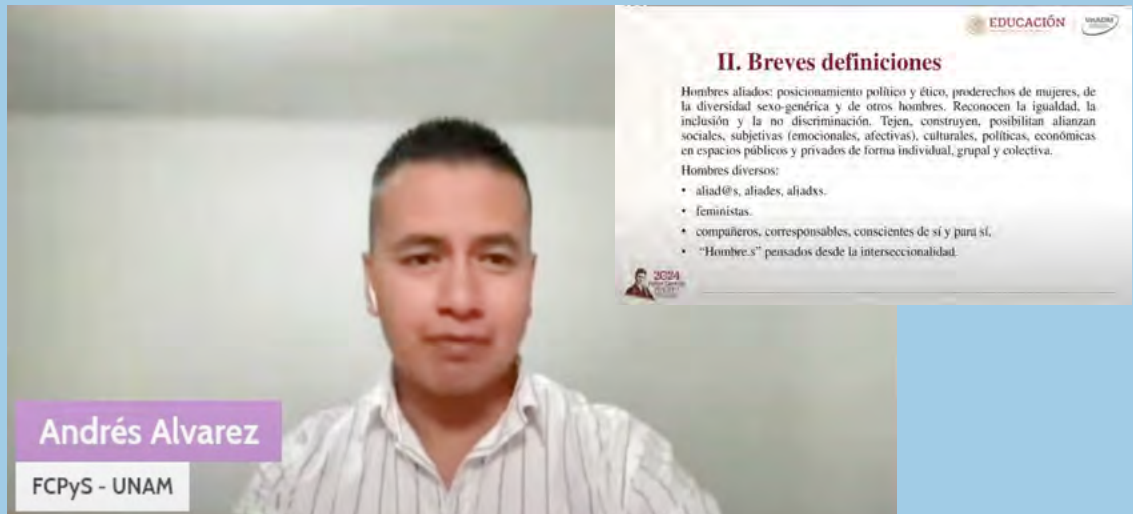 EDUCACIÓN
UnADM
II. Breves definiciones
Hombres aliados: posicionamiento político y ético, proderechos de mujeres, de
la diversidad sexo-genérica y de otros hombres. Reconocen la igualdad, la
inclusión y la no discriminación. Tejen, construyen, posibilitan alianzan
sociales, subjetivas (emocionales, afectivas), culturales, políticas, económicas
en espacios públicos y privados de forma individual, grupal y colectiva.
Hombres diversos:
• aliad@s, aliades, aliadxs.
• feministas.
• compañeros, corresponsables, conscientes de sí y para sí.
• “Hombre.s” pensados desde la interseccionalidad.
2024
Andrés Alvarez
FCPyS - UNAM